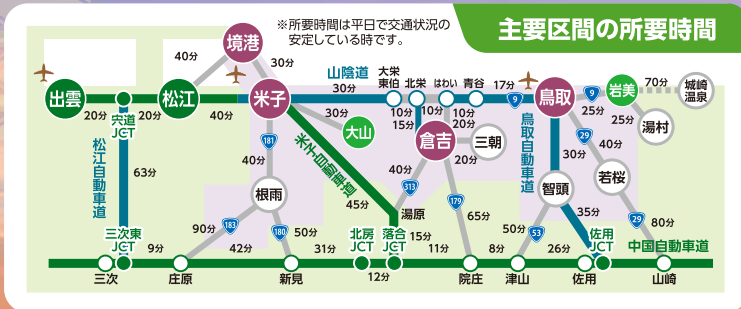 ※所要時間は平日で交通状況の
安定している時です。
主要区間の所要時間
境港
40分
30分
山陰道
30分
大栄
東伯
北栄
はわい
青谷
17分
9
鳥取
9
岩美
70分
城崎
温泉
出雲
20分
宍道
JCT
20分
松江
40分
米子
10分
10分
10分
25分
25分
湯村
30分
大山
15分
20分
倉吉
三朝
20分
鳥取自動車道
29
40分
30分
若桜
松江自動車道
63分
181
40分
米子自動車道
根雨
45分
40分
313
湯原
179
65分
智頭
35分
29
80分
183
90分
42分
180
50分
50分
53
三次東
JCT
9分
31分
北房
JCT
落合
JCT
15分
11分
8分
26分
佐用
JCT
中国自動車道
12分
三次
庄原
新見
院庄
津山
佐用
山崎